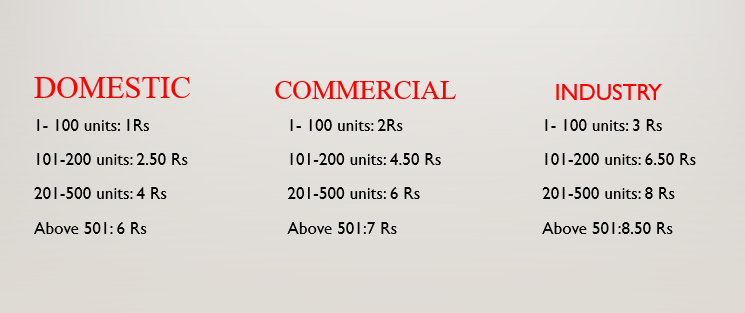 DOMESTIC
1- 100 units: 1Rs
101-200 units: 2.50 Rs
201-500 units: 4 Rs
Above 501: 6 Rs
COMMERCIAL
1- 100 units: 2Rs
101-200 units: 4.50 Rs
201-500 units: 6 Rs
Above 501:7 Rs
INDUSTRY
1- 100 units: 3 Rs
101-200 units: 6.50 Rs
201-500 units: 8 Rs
Above 501:8.50 Rs